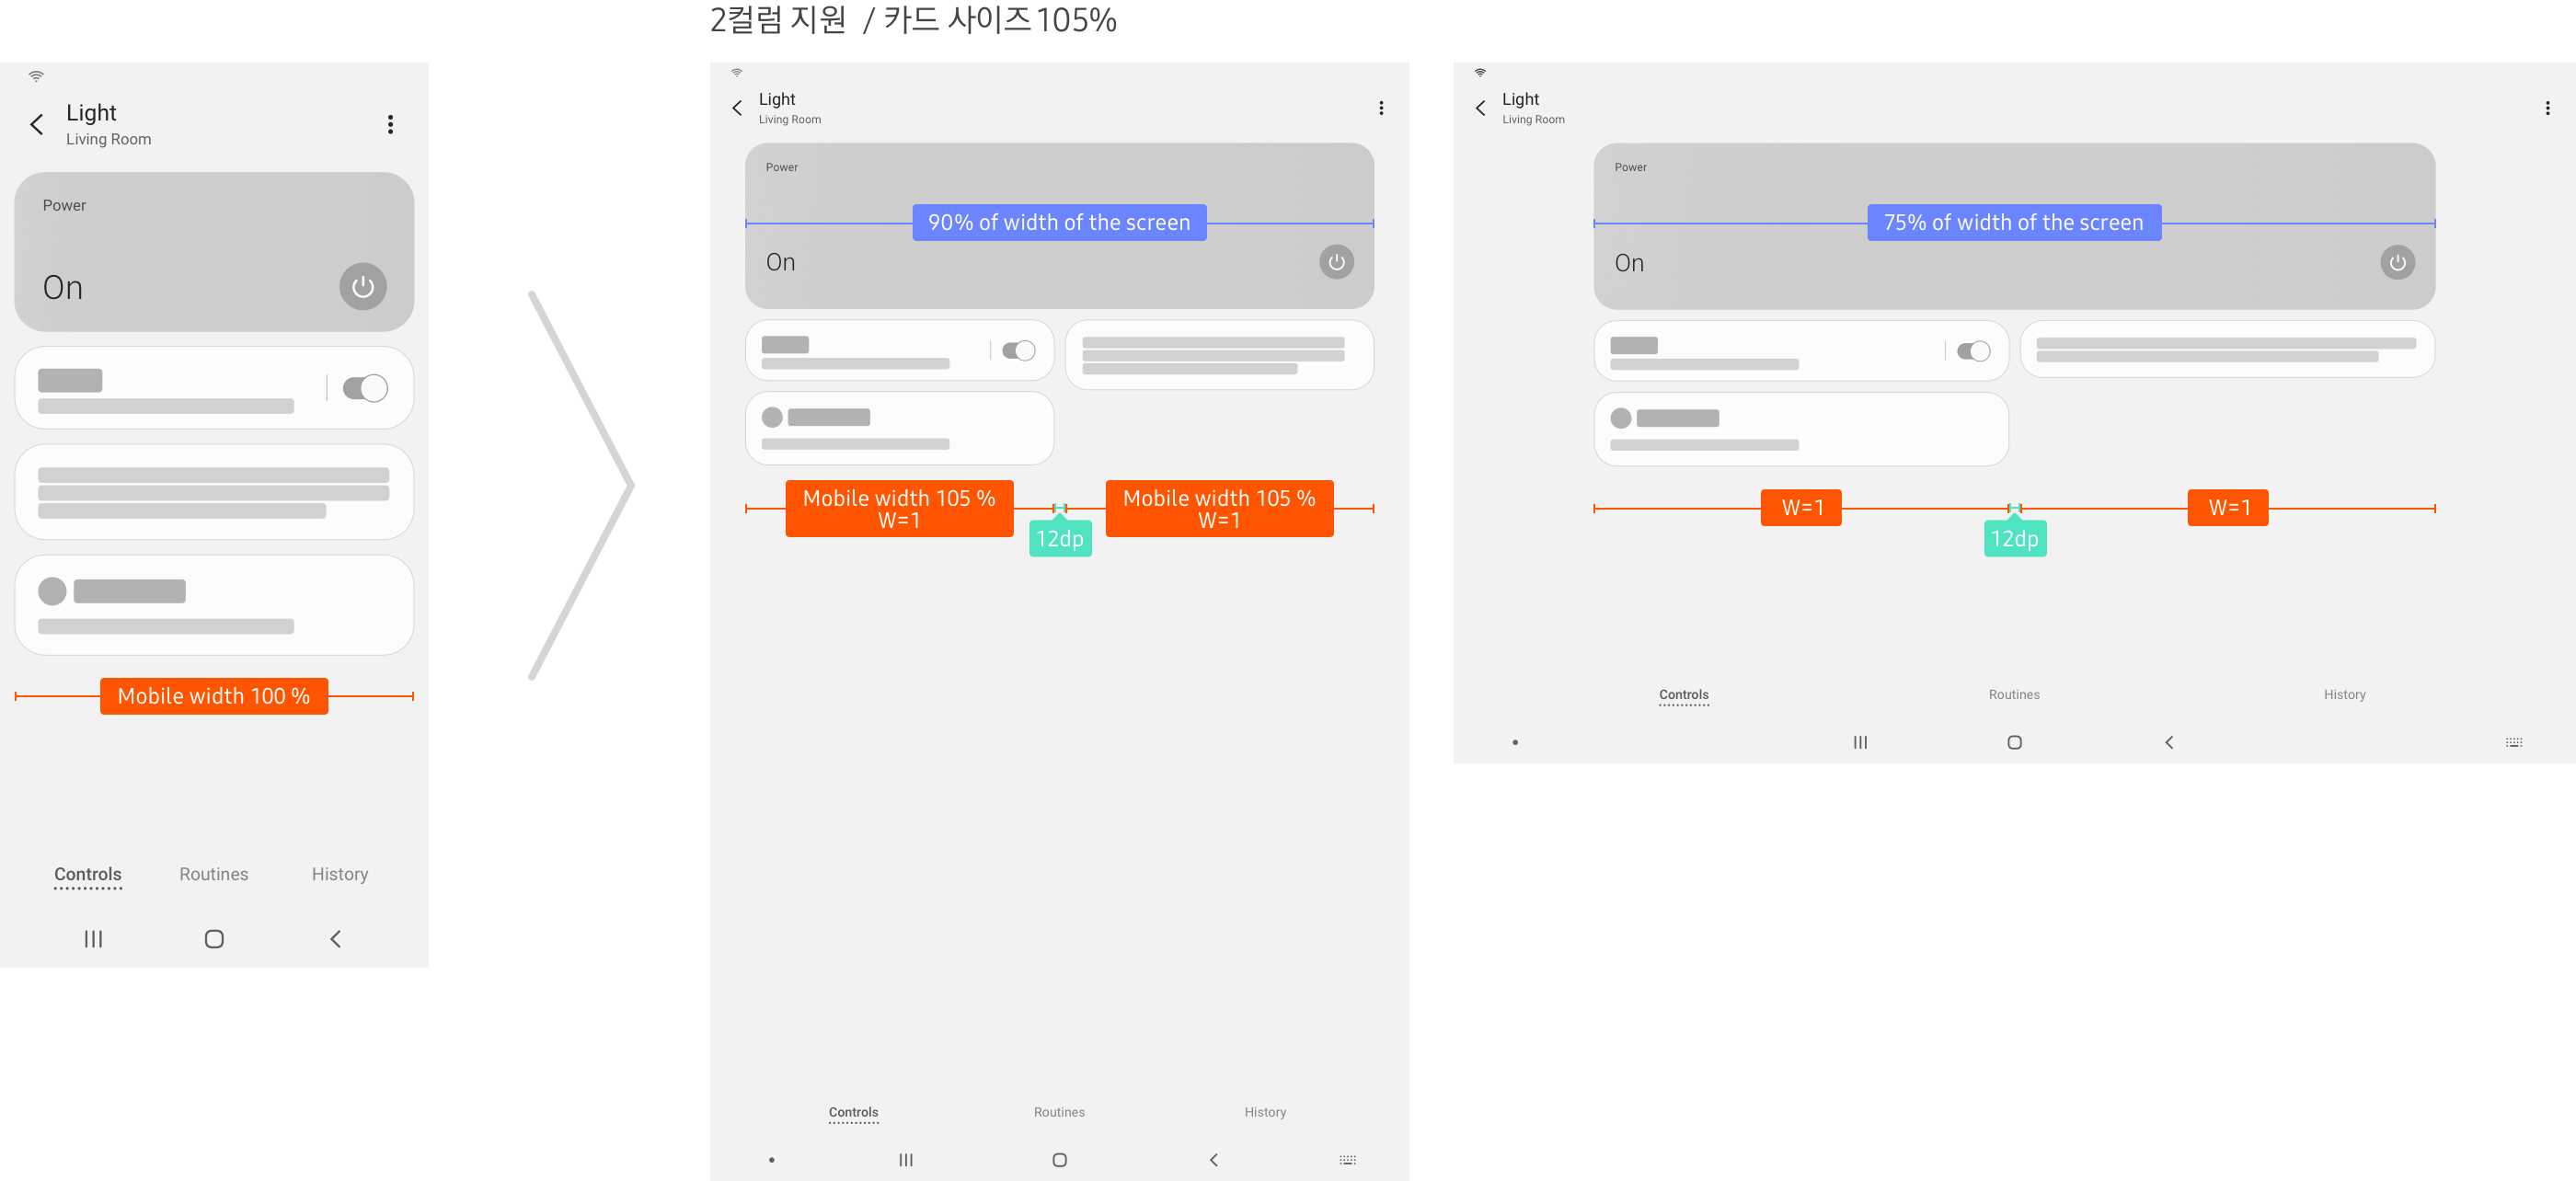 2컬럼 지원 / 카드 사이즈 105%
Light
Living Room
Power
On
Mobile width 100 %
Controls Routines History
Light
Living Room
Power
90% of width of the screen
On
Mobile width 105 %
W=1
Mobile width 105 %
W=1
12dp
Controls Routines History
Light
Living Room
Power
75% of width of the screen
On
W=1
W=1
12dp
Controls Routines History